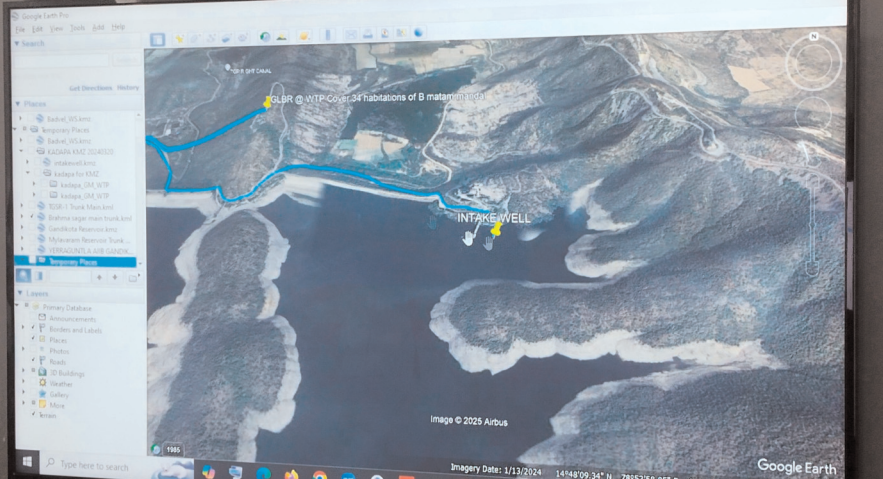 Google Earth Pro
File Edit View Tools Add Help
Search
Get Directions History
Places
Badvel_WS.kmz
Temporary Places
Badvel_WS.kmz
intakewell.kmz
kadapa for KMZ
kadapa_GM_WTP
kadapa_GM_WTP
Brahma sagar main trunk.kml
Gandikota Reservoir.kmz
Mylavaram Reservoir Trunk
Temporary Places
Layers
Primary Database
Announcements
Borders and Labels
Places
Photos
Roads
3D Buildings
Weather
Gallery
More
Terrain
N
GLBR @ WTP Cover 34 habitations of B matam mandal
INTAKE WELL
Image © 2025 Airbus
1985
Imagery Date: 1/13/2024 14°48'09.34" N
Google Earth
Type here to search